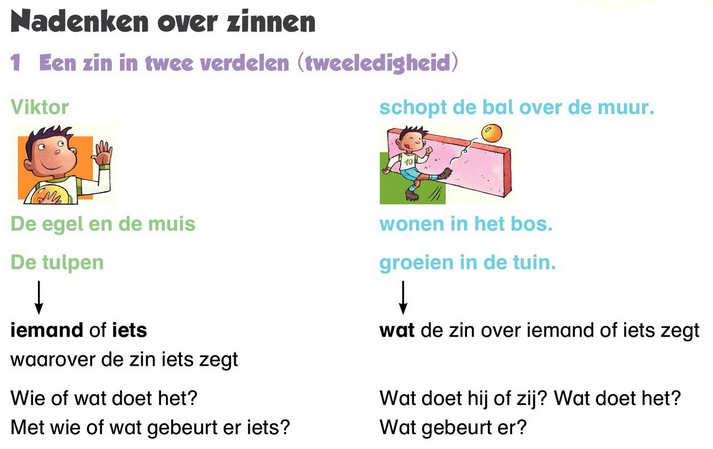 Nadenken over zinnen
1 Een zin in twee verdelen (tweeledigheid)
Viktor
schopt de bal over de muur.
10
De egel en de muis
wonen in het bos.
De tulpen
groeien in de tuin.
iemand of iets
waarover de zin iets zegt
wat de zin over iemand of iets zegt
Wie of wat doet het?
Met wie of wat gebeurt er iets?
Wat doet hij of zij? Wat doet het?
Wat gebeurt er?